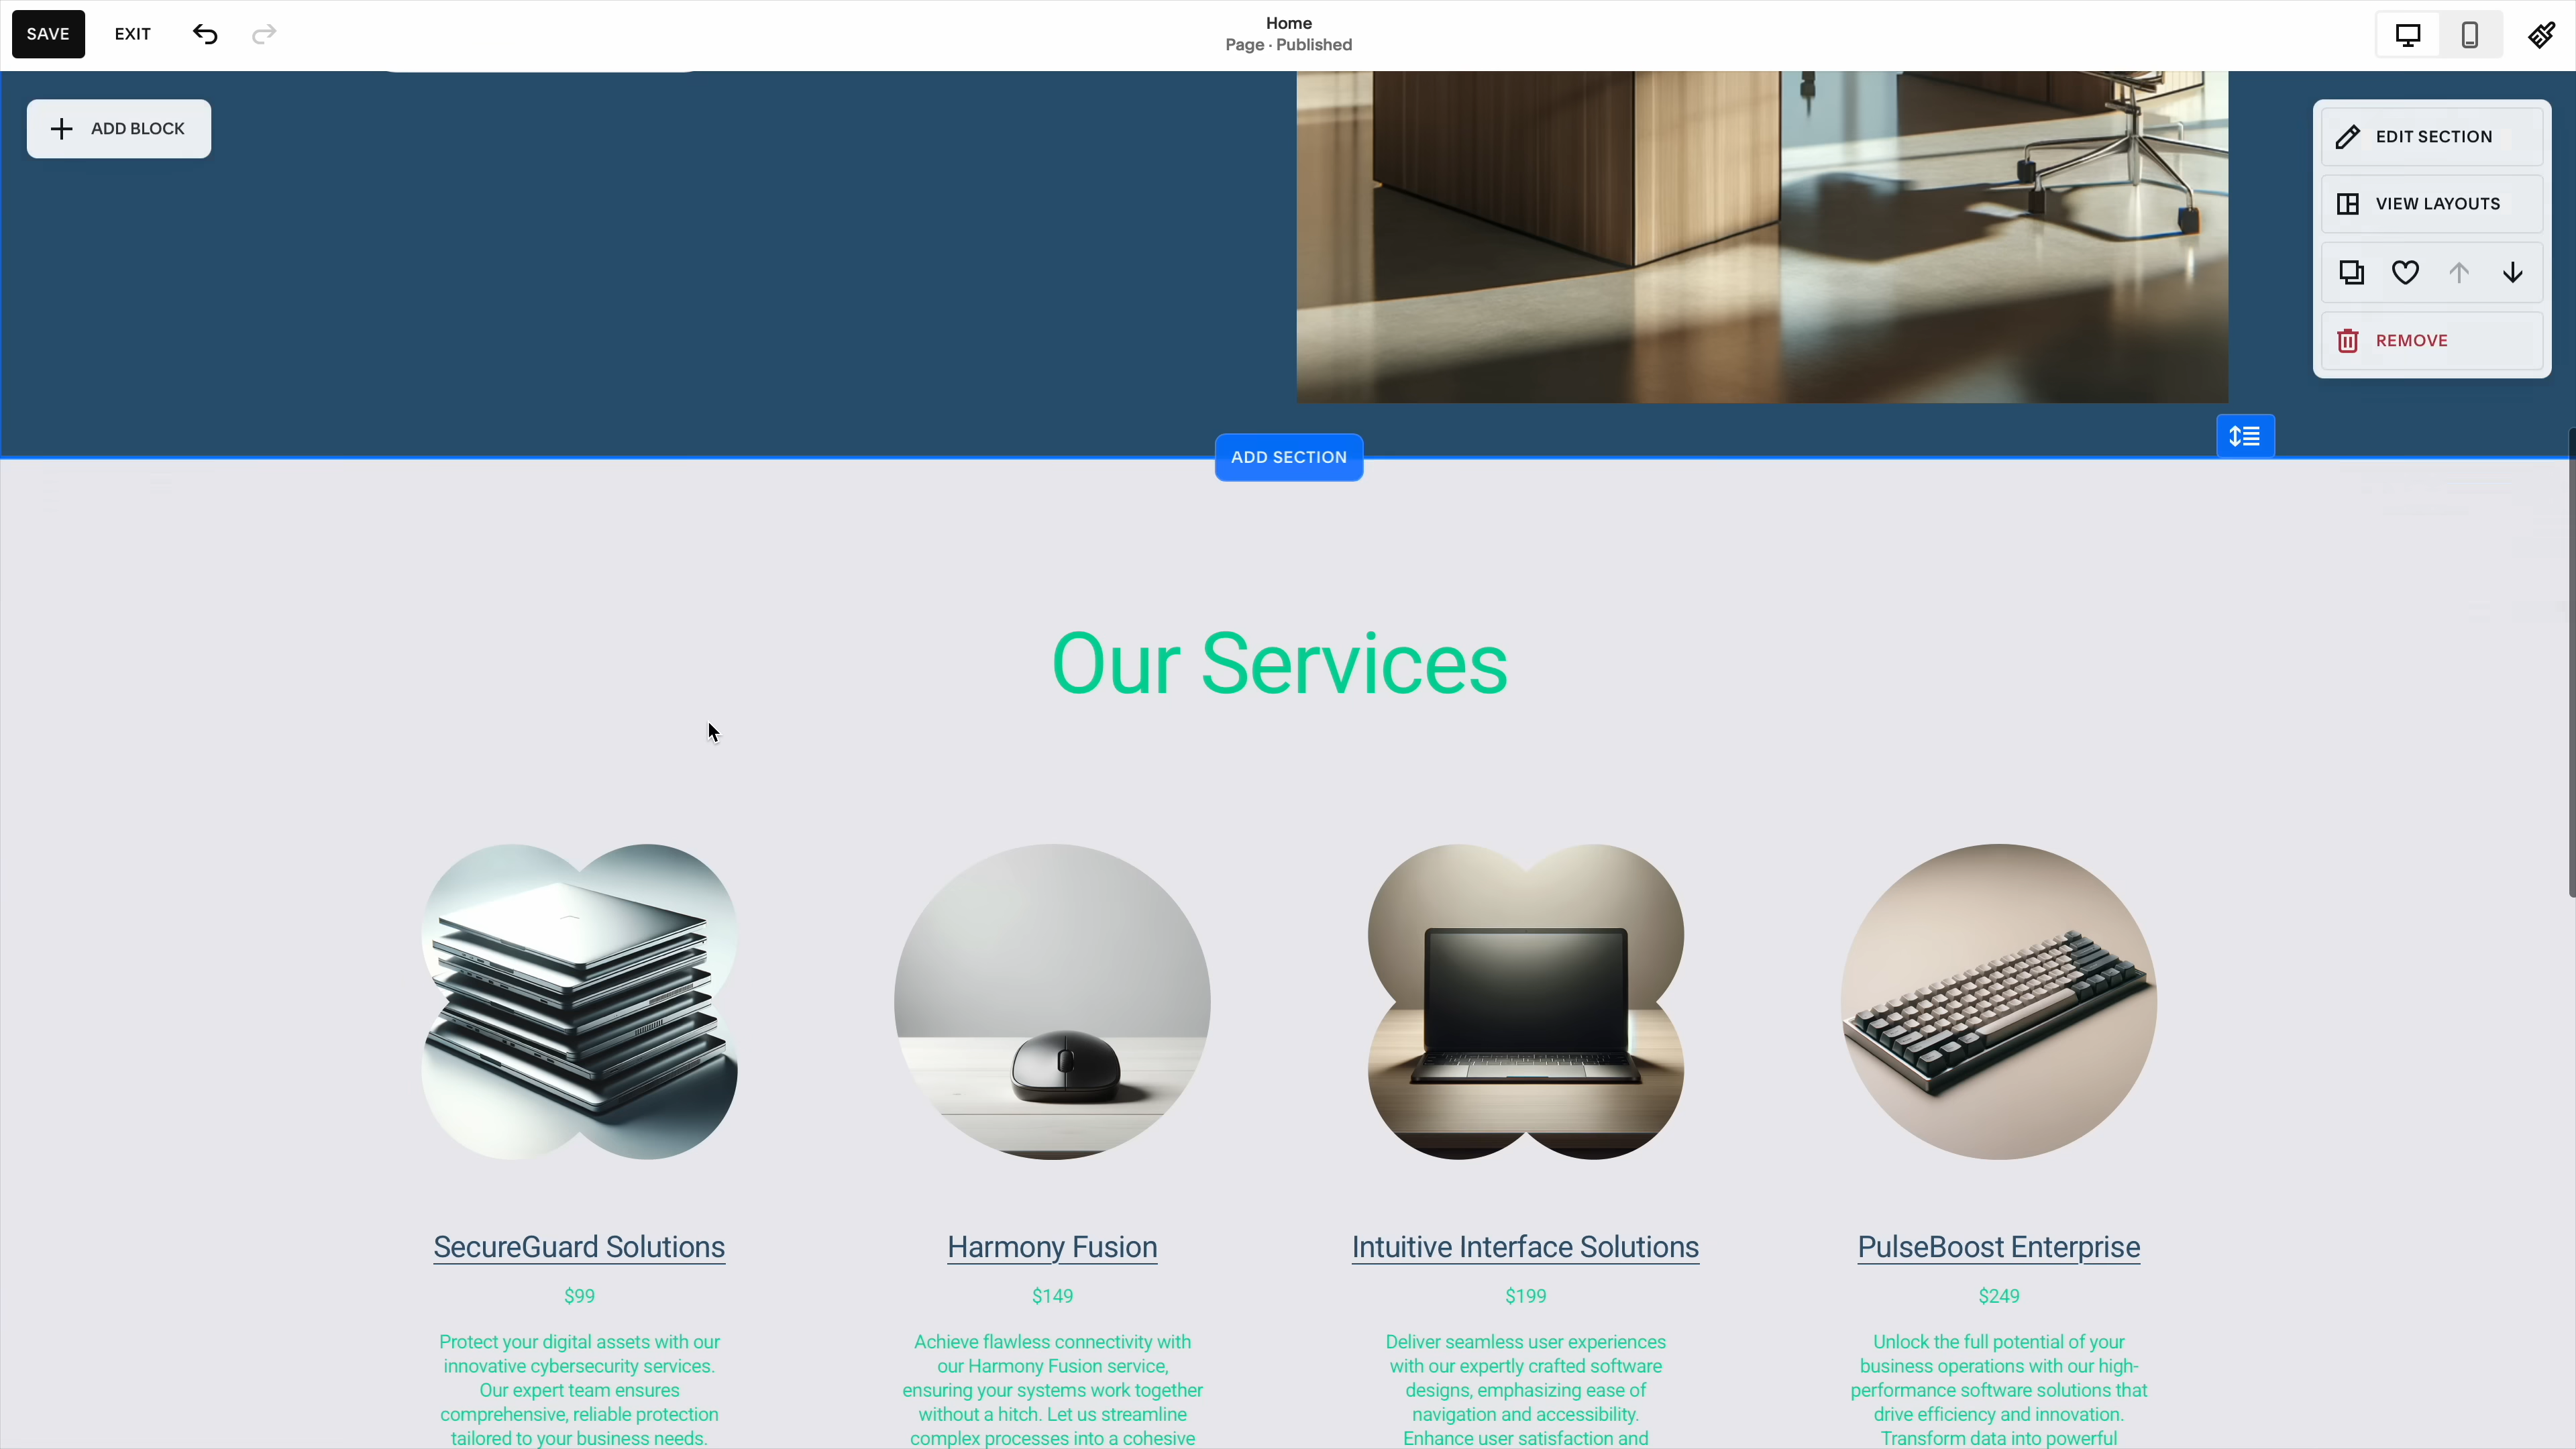 SAVE
EXIT
Home
Page · Published
ADD BLOCK
EDIT SECTION
VIEW LAYOUTS
REMOVE
ADD SECTION
Our Services
SecureGuard Solutions
$99
Protect your digital assets with our
innovative cybersecurity services.
Our expert team ensures
comprehensive, reliable protection
tailored to your business needs.
Harmony Fusion
$149
Achieve flawless connectivity with
our Harmony Fusion service,
ensuring your systems work together
without a hitch. Let us streamline
complex processes into a cohesive
Intuitive Interface Solutions
$199
Deliver seamless user experiences
with our expertly crafted software
designs, emphasizing ease of
navigation and accessibility.
Enhance user satisfaction and
PulseBoost Enterprise
$249
Unlock the full potential of your
business operations with our high-
performance software solutions that
drive efficiency and innovation.
Transform data into powerful